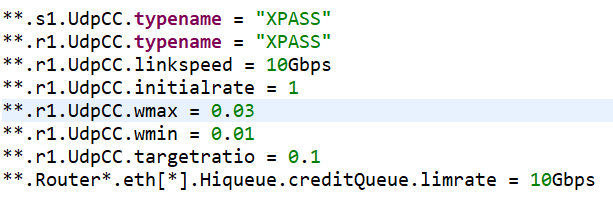 **.s1.UdpCC.typename = "XPASS"
**.r1.UdpCC.typename = "XPASS"
**.r1.UdpCC.linkspeed = 10Gbps
**.r1.UdpCC.initialrate = 1
**.r1.UdpCC.wmax = 0.03
**.r1.UdpCC.wmin = 0.01
**.r1.UdpCC.targetratio = 0.1
**.Router*.eth[*].Hiqueue.creditQueue.limrate = 10Gbps